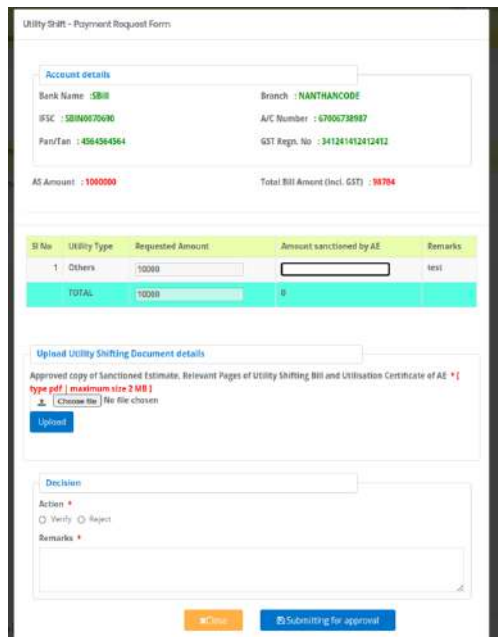 Utility Shift - Payment Request Form
Account details
Bank Name :SBIII Branch : NANTHANCODE
IFSC : SBIN0070690 A/C Number : 67006738987
Pan/Tan : 4564564564 GST Regn. No : 341241412412412
AS Amount : 1000000 Total Bill Amont (Incl. GST) : 98704
Sl No Utility Type Requested Amount Amount sanctioned by AE Remarks
1 Others 10000 test
TOTAL 10000 0
Upload Utility Shifting Document details
Approved copy of Sanctioned Estimate, Relevant Pages of Utility Shifting Bill and Utilisation Certificate of AE * [
type pdf | maximum size 2 MB ]
Choose file No file chosen
Upload
Decision
Action *
Verify Reject
Remarks *
Close Submitting for approval